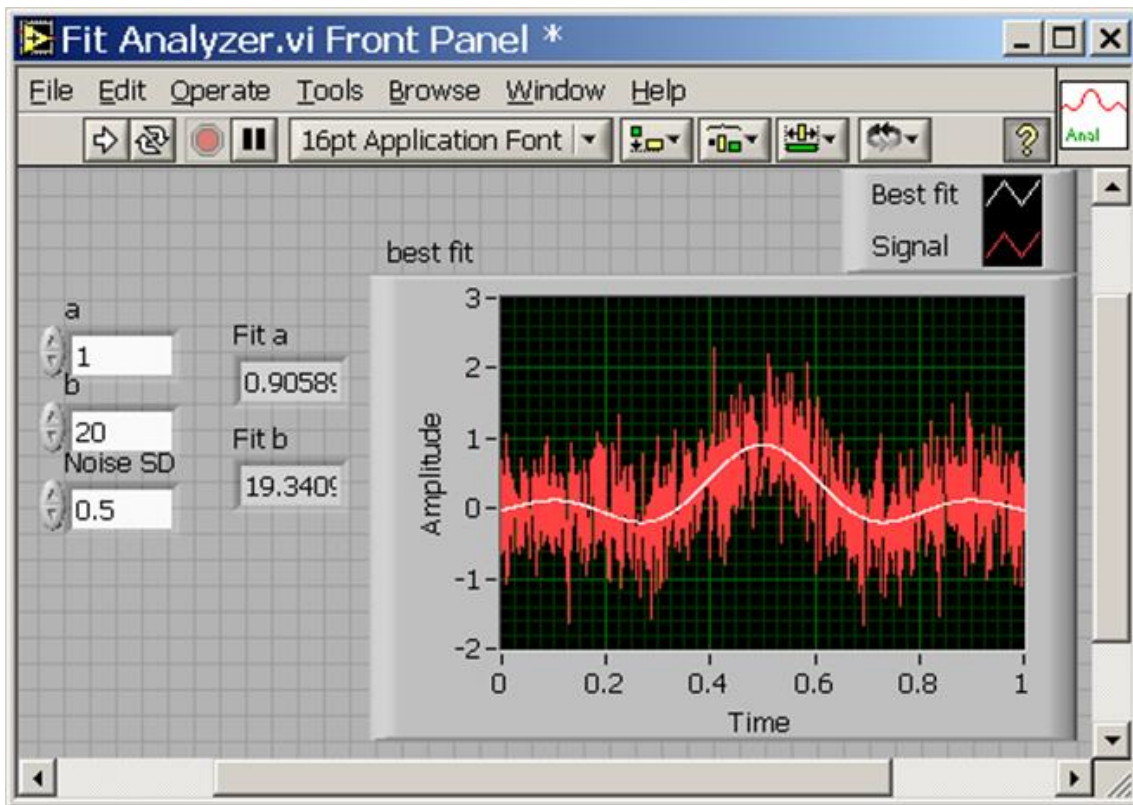 Fit Analyzer.vi Front Panel *
File Edit Operate Tools Browse Window Help
16pt Application Font
?
Anal
Best fit
Signal
best fit
a
1
b
20
Noise SD
0.5
Fit a
0.90589
Fit b
19.3409
Amplitude
3
2
1
0
-1
-2
0 0.2 0.4 0.6 0.8 1
Time